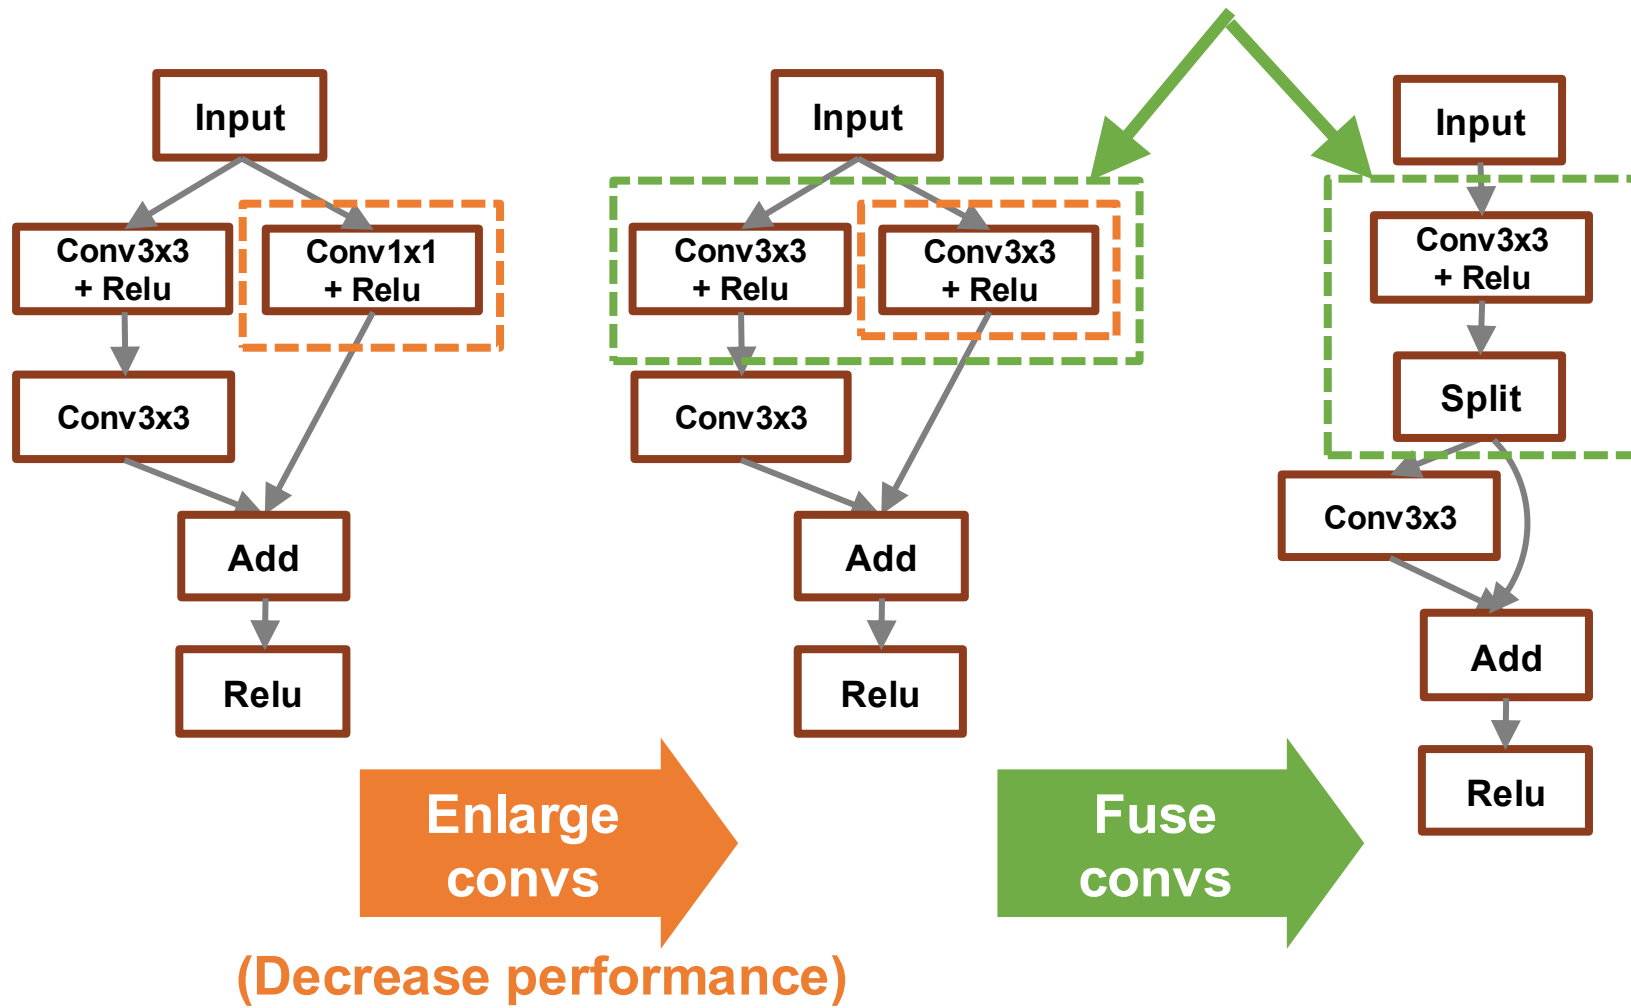 Input
Conv3x3
+ Relu
Conv1x1
+ Relu
Conv3x3
Add
Relu
Enlarge
convs
(Decrease performance)
Input
Conv3x3
+ Relu
Conv3x3
+ Relu
Conv3x3
Add
Relu
Fuse
convs
Input
Conv3x3
+ Relu
Split
Conv3x3
Add
Relu